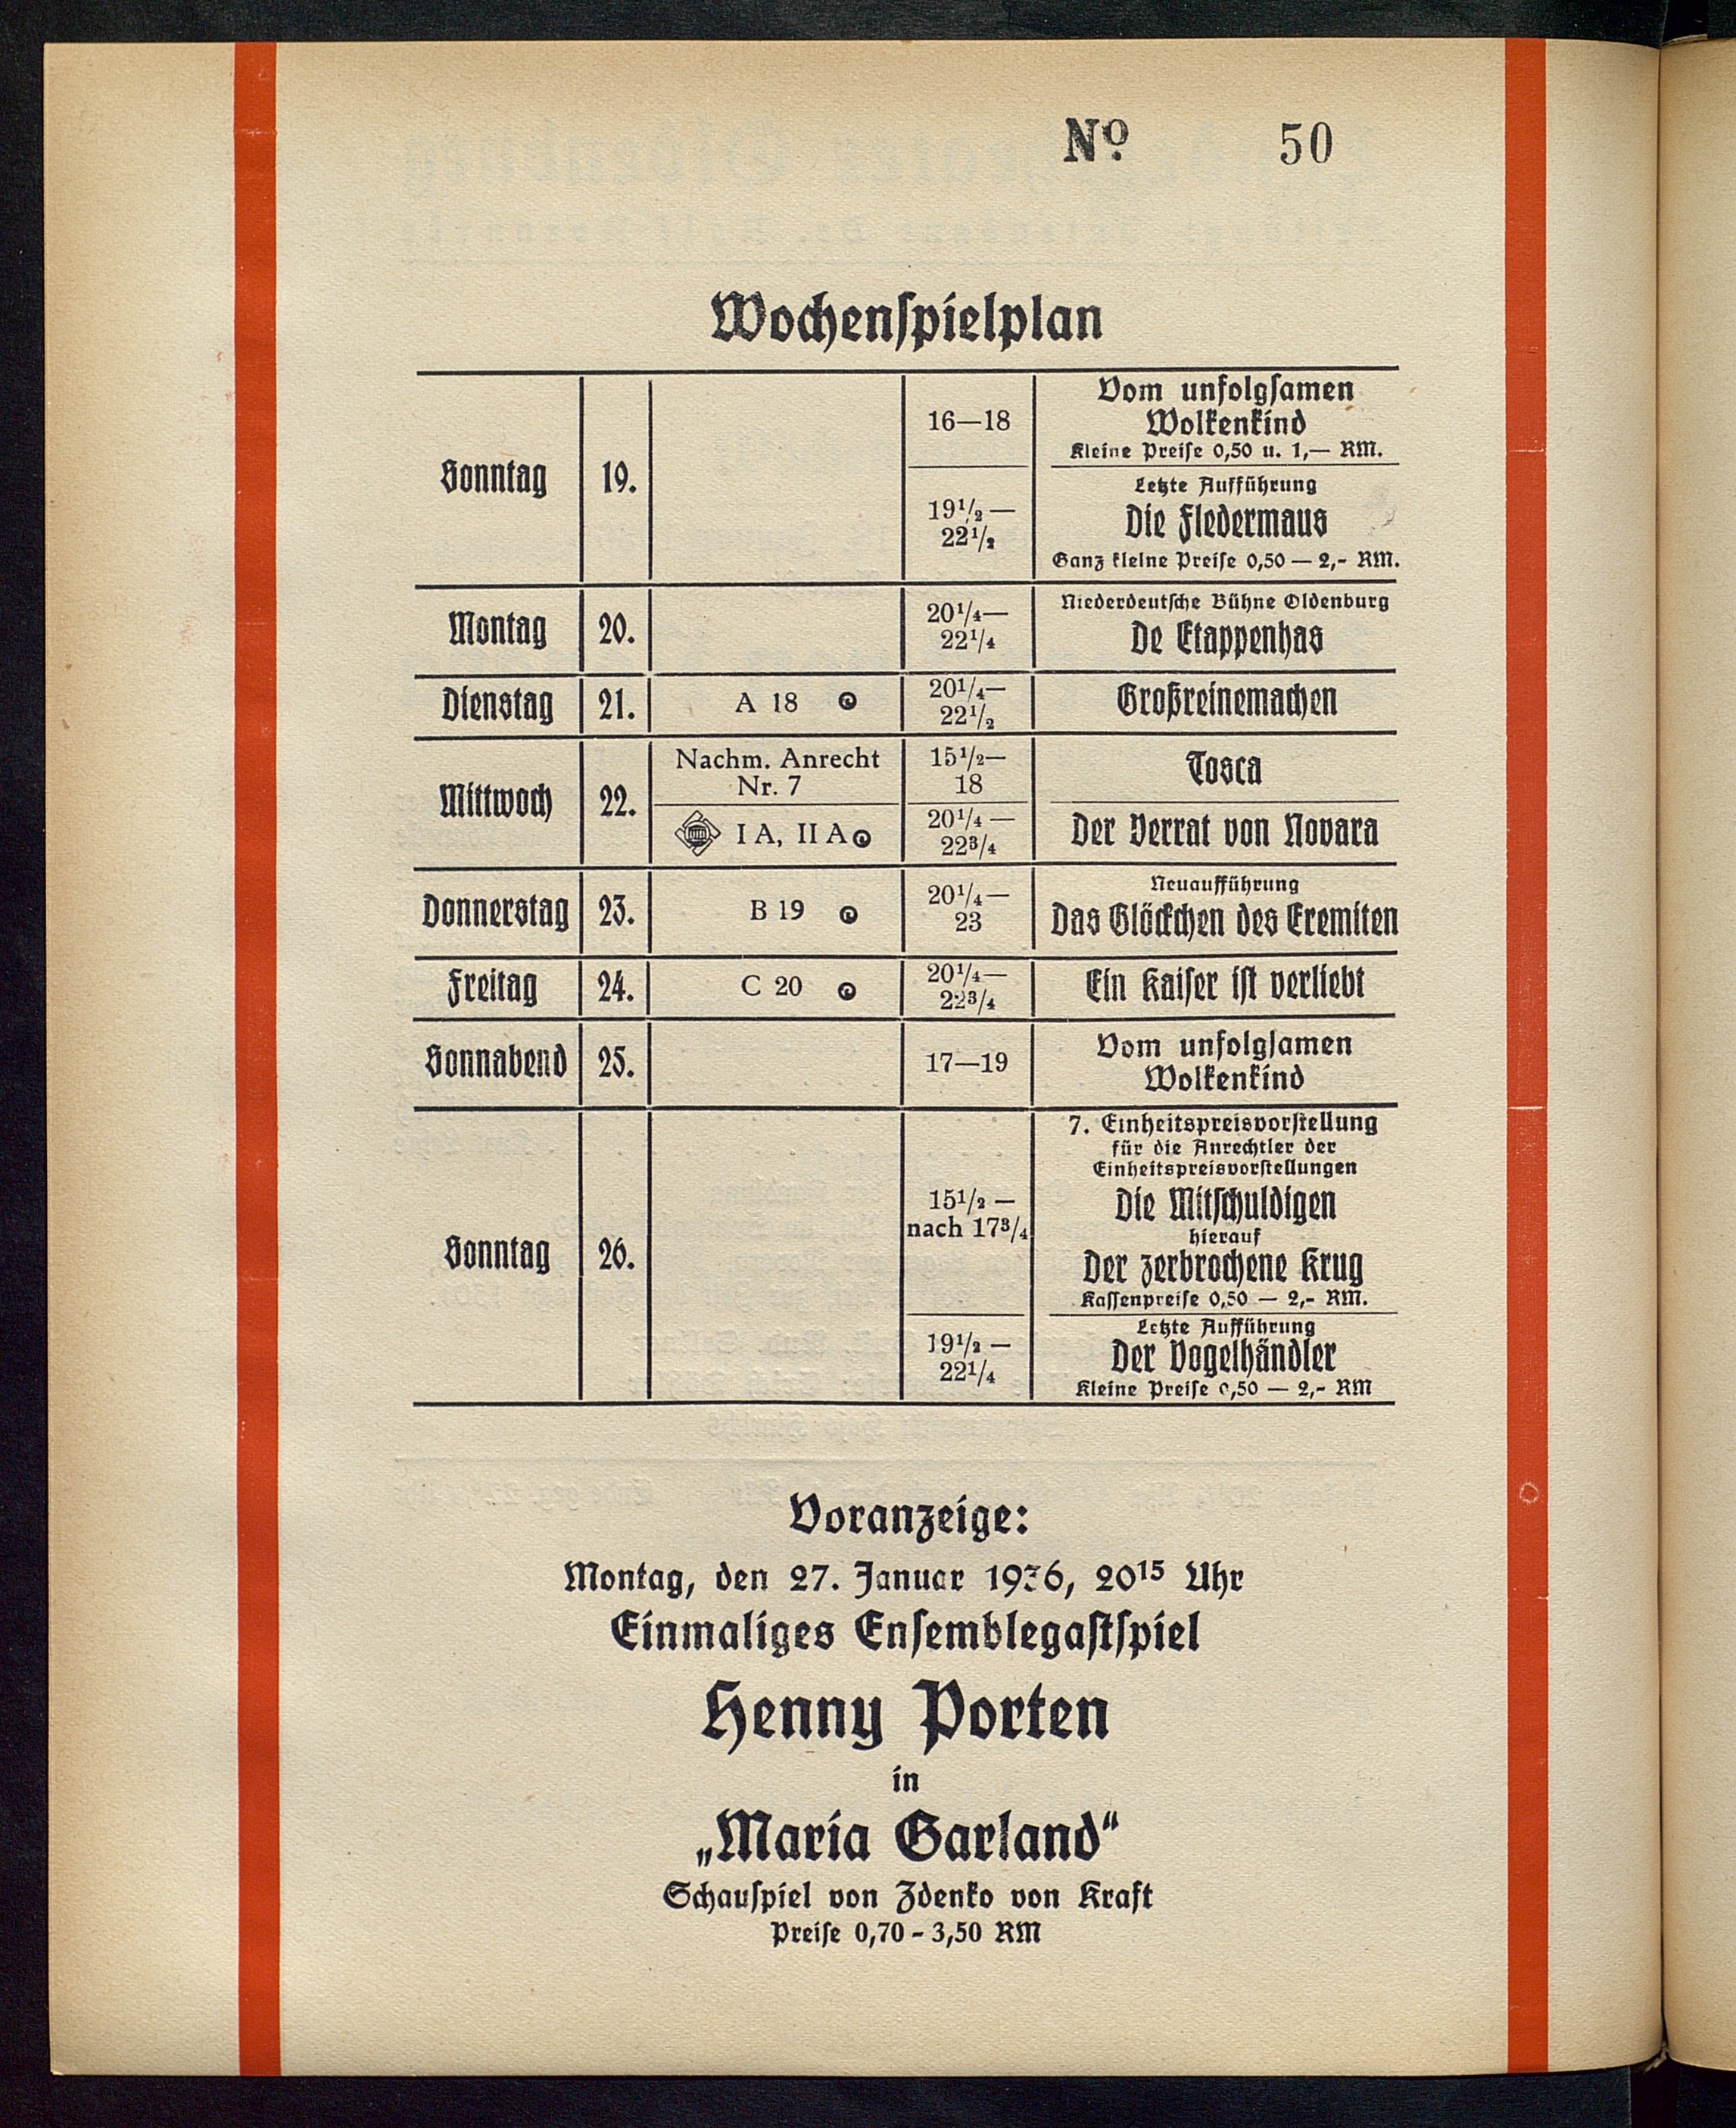 Nº 50
Wochenspielplan
Sonntag 19.
16—18
Vom unfolgsamen
Wolkenkind
Kleine Preise 0,50 u. 1,— RM.
19½—
22½
Letzte Aufführung
Die Fledermaus
Ganz kleine Preise 0,50 — 2,- RM.
Montag 20.
20¼—
22¼
Niederdeutsche Bühne Oldenburg
De Etappenhas
Dienstag 21.
A 18
20¼—
22½
Großreinemachen
Mittwoch 22.
Nachm. Anrecht
Nr. 7
15½—
18
Tosca
I A, II A
20¼—
22¾
Der Verrat von Novara
Donnerstag 23.
B 19
20¼—
23
Neuaufführung
Das Glöckchen des Eremiten
Freitag 24.
C 20
20¼—
22¾
Ein Kaiser ist verliebt
Sonnabend 25.
17—19
Vom unfolgsamen
Wolkenkind
Sonntag 26.
15½—
nach 17¾
7. Einheitspreisvorstellung
für die Anrechtler der
Einheitspreisvorstellungen
Die Mitschuldigen
hierauf
Der zerbrochene Krug
Kassenpreise 0,50 — 2,- RM.
19½—
22¼
Letzte Aufführung
Der Vogelhändler
Kleine Preise 0,50 — 2,- RM
Voranzeige:
Montag, den 27. Januar 1936, 20¹⁵ Uhr
Einmaliges Ensemblegastspiel
Henny Porten
in
„Maria Garland“
Schauspiel von Zdenko von Kraft
Preise 0,70 - 3,50 RM